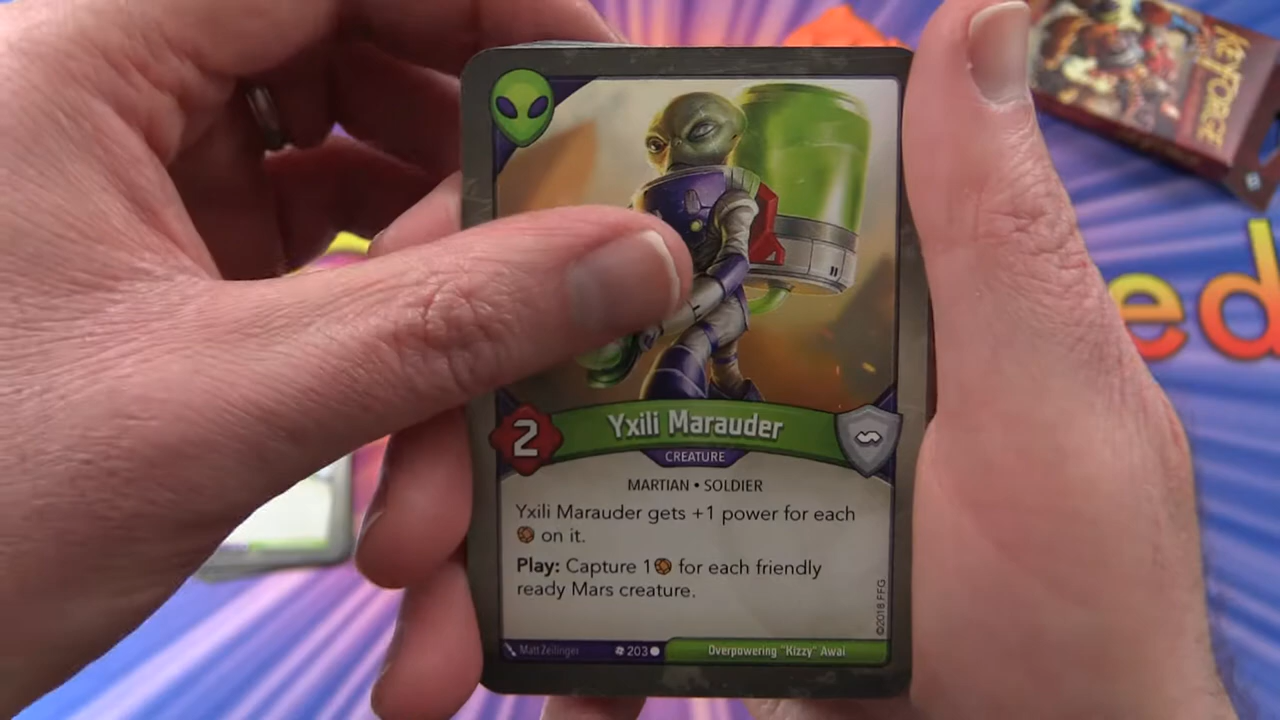 KEYFORGE
ed
2
Yxili Marauder
CREATURE
MARTIAN • SOLDIER
Yxili Marauder gets +1 power for each
on it.
Play: Capture 1 for each friendly
ready Mars creature.
©2018 FFG
Matt Zeilinger 203 Overpowering "Kizzy" Awai